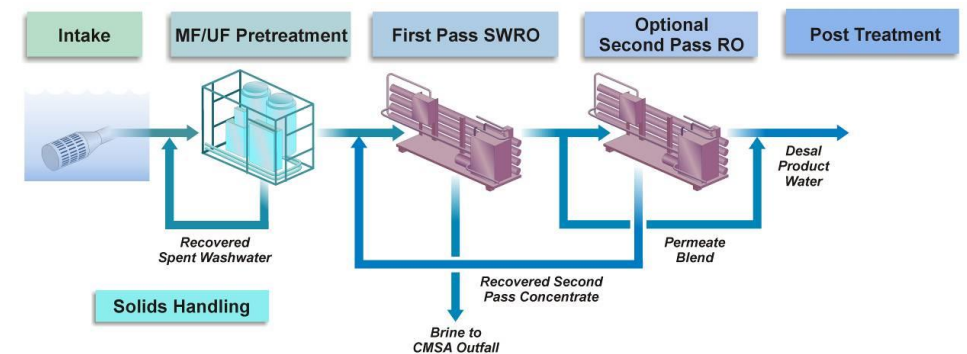 Intake
MF/UF Pretreatment
First Pass SWRO
Optional
Second Pass RO
Post Treatment
Desal
Product
Water
Recovered
Spent Washwater
Permeate
Blend
Recovered Second
Pass Concentrate
Solids Handling
Brine to
CMSA Outfall